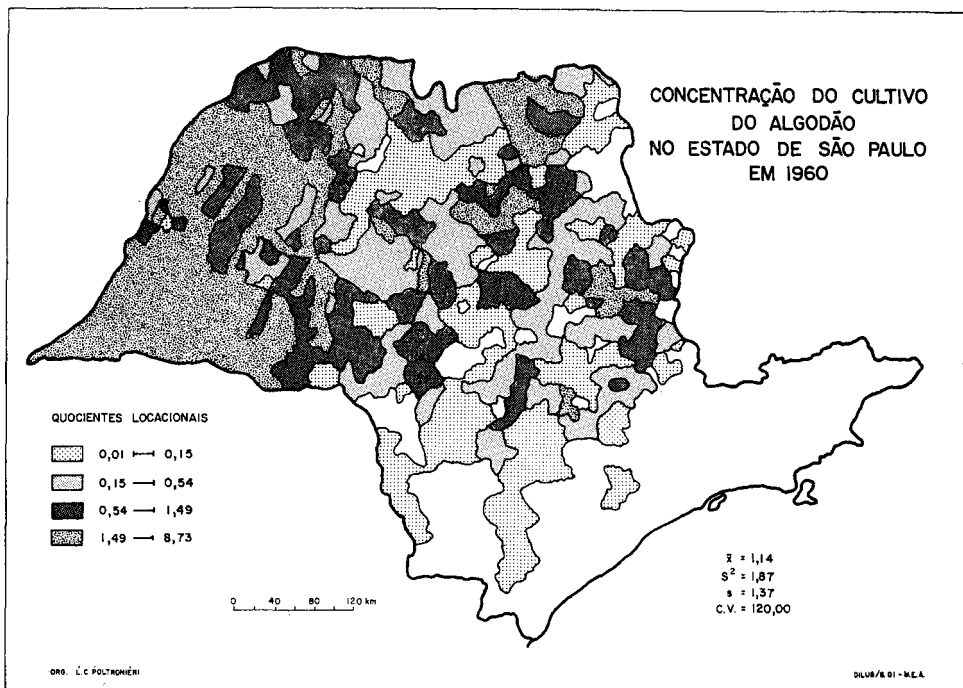 CONCENTRAÇÃO DO CULTIVO
DO ALGODÃO
NO ESTADO DE SÃO PAULO
EM 1960
QUOCIENTES LOCACIONAIS
0,01 ⊢⊣ 0,15
0,15 —⊣ 0,54
0,54 —⊣ 1,49
1,49 —⊣ 8,73
x̄ = 1,14
S² = 1,87
s = 1,37
C.V. = 120,00
0 40 80 120 km
ORG. L.C POLTRONIÉRI